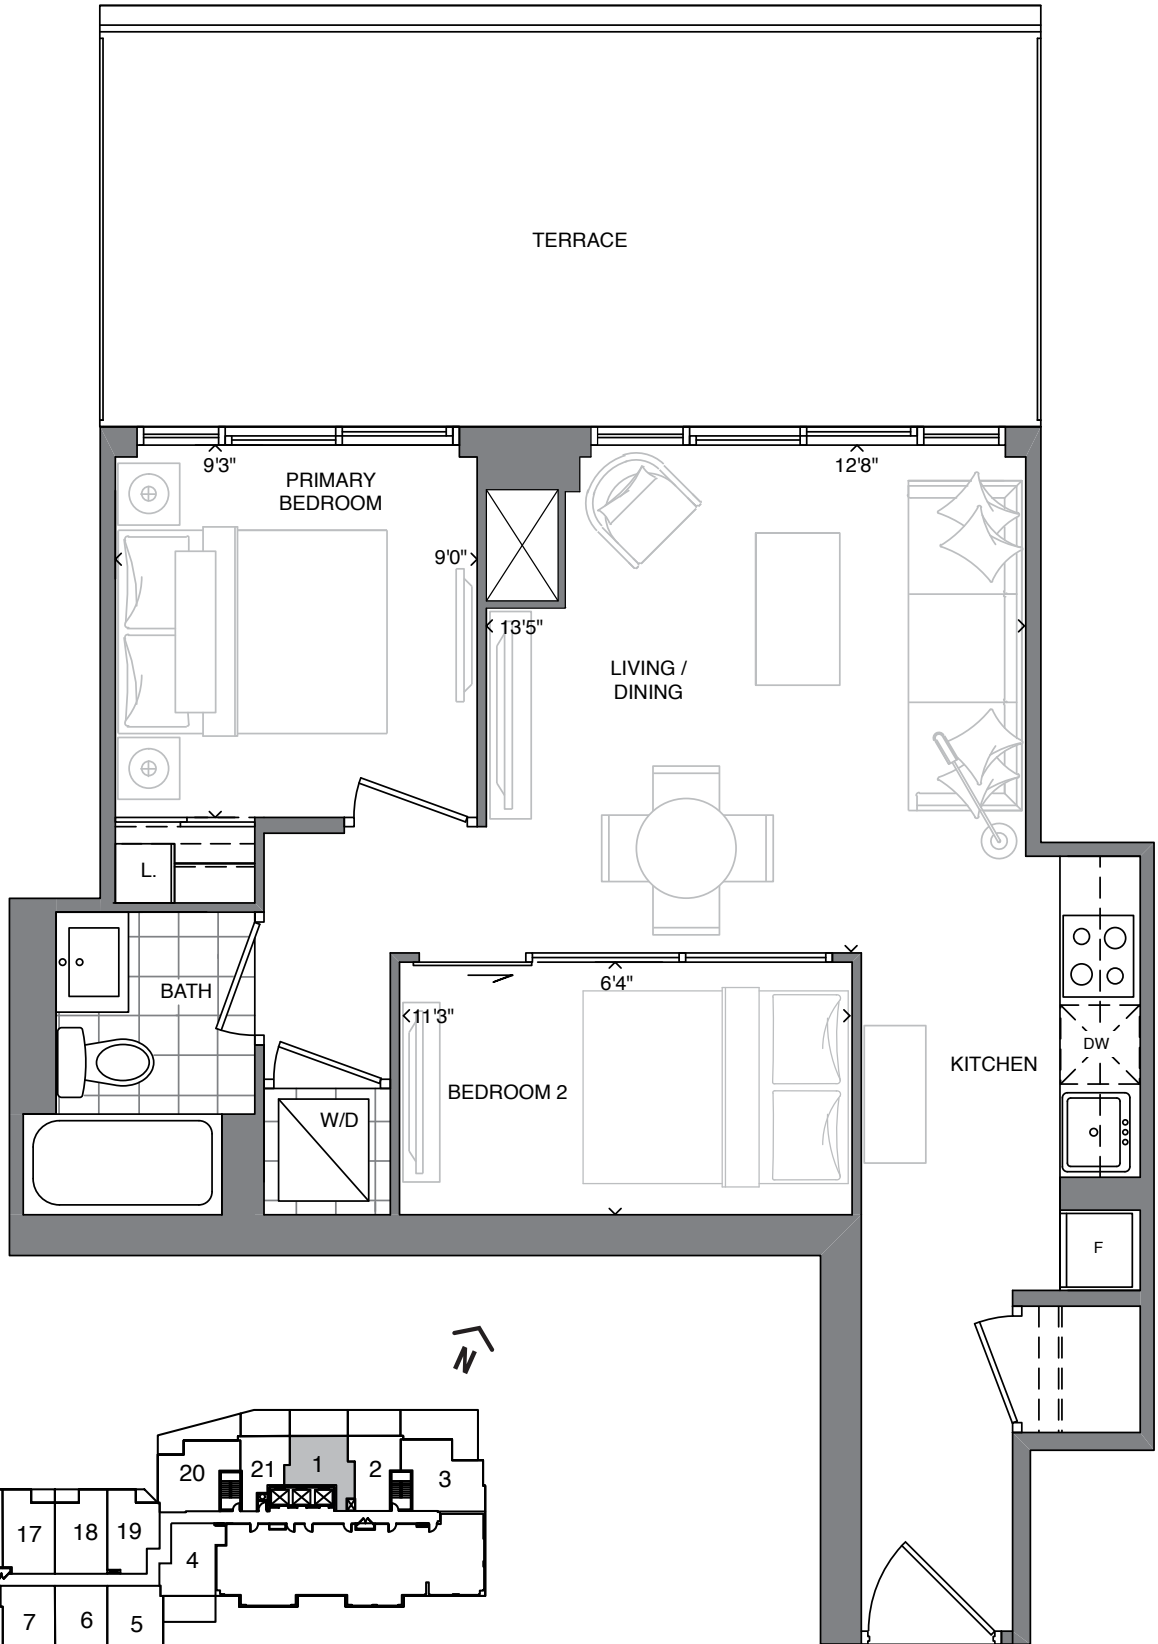 TERRACE
9'3"
PRIMARY
BEDROOM
12'8"
9'0"
13'5"
LIVING /
DINING
L.
BATH
6'4"
11'3"
DW
KITCHEN
BEDROOM 2
W/D
F
N
20
21
1
2
3
17
18
19
4
7
6
5